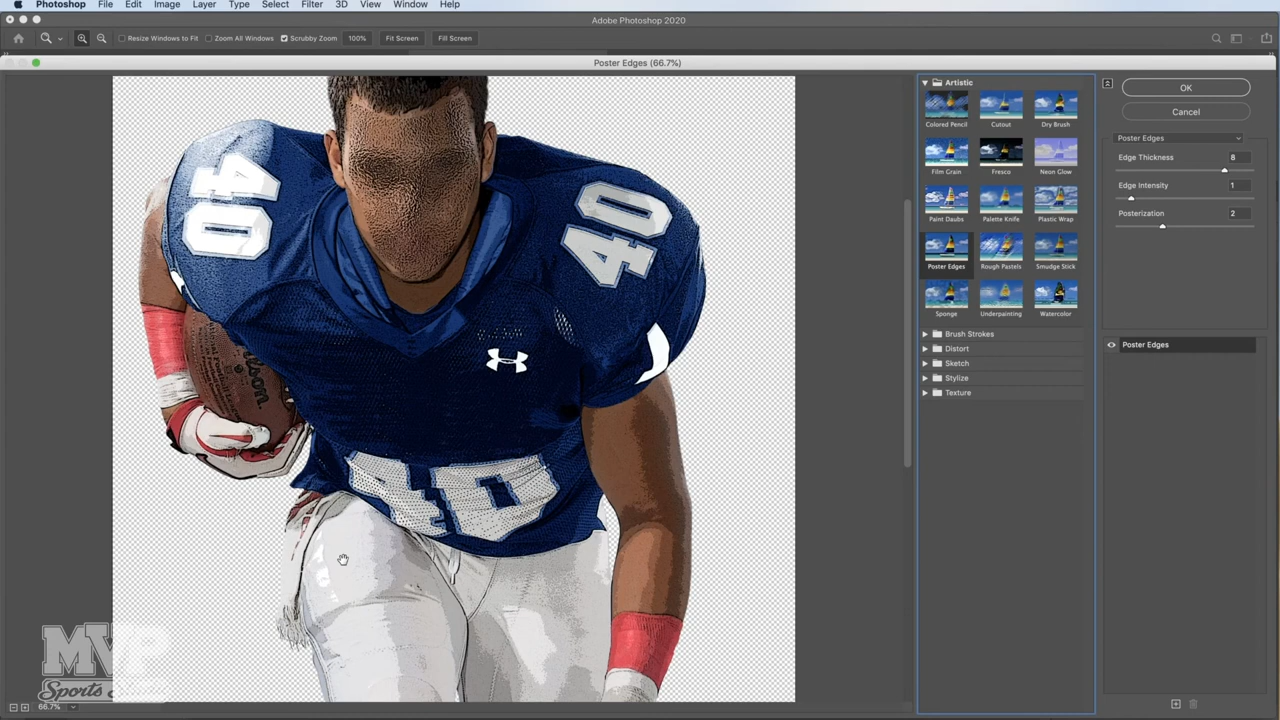 Photoshop File Edit Image Layer Type Select Filter 3D View Window Help
Adobe Photoshop 2020
Resize Windows to Fit Zoom All Windows Scrubby Zoom 100% Fit Screen Fill Screen
Poster Edges (66.7%)
Artistic
Colored Pencil Cutout Dry Brush
Film Grain Fresco Neon Glow
Paint Daubs Palette Knife Plastic Wrap
Poster Edges Rough Pastels Smudge Stick
Sponge Underpainting Watercolor
Brush Strokes
Distort
Sketch
Stylize
Texture
OK
Cancel
Poster Edges
Edge Thickness 8
Edge Intensity 1
Posterization 2
Poster Edges
40
40
Wilson
40
MVP
Sports
66.7%